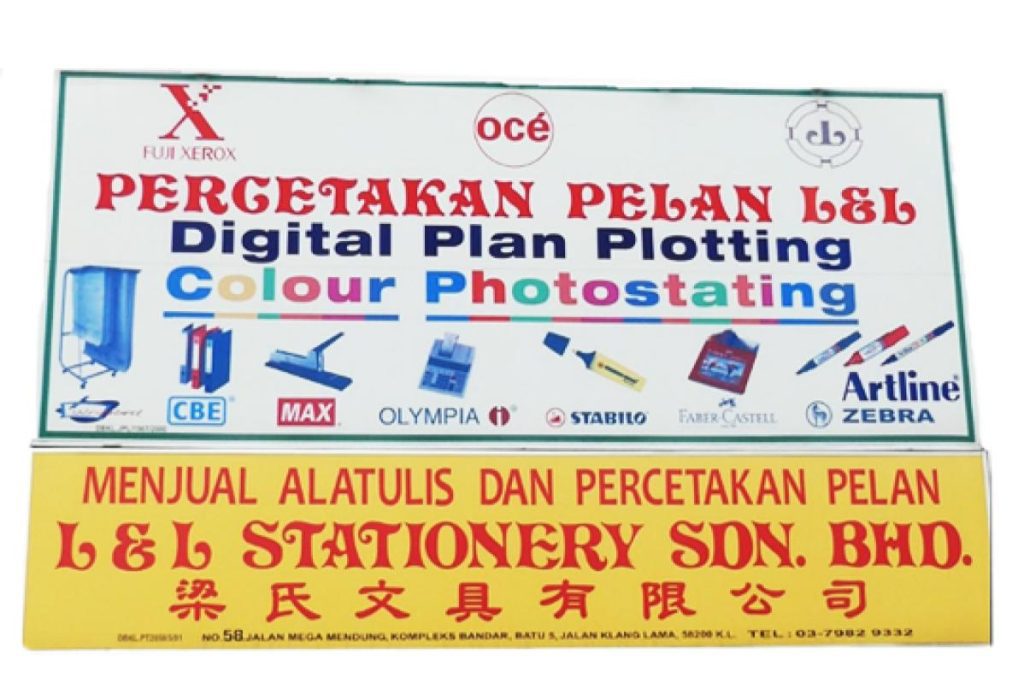 X
FUJI XEROX
océ
PERCETAKAN PELAN L&L
Digital Plan Plotting
Colour Photostating
CBE
MAX
OLYMPIA
STABILO
FABER-CASTELL
Artline
ZEBRA
MENJUAL ALATULIS DAN PERCETAKAN PELAN
L & L STATIONERY SDN. BHD.
梁氏文具有限公司
NO.58 JALAN MEGA MENDUNG, KOMPLEKS BANDAR, BATU 5, JALAN KLANG LAMA, 58200 K.L. TEL : 03-7982 9332